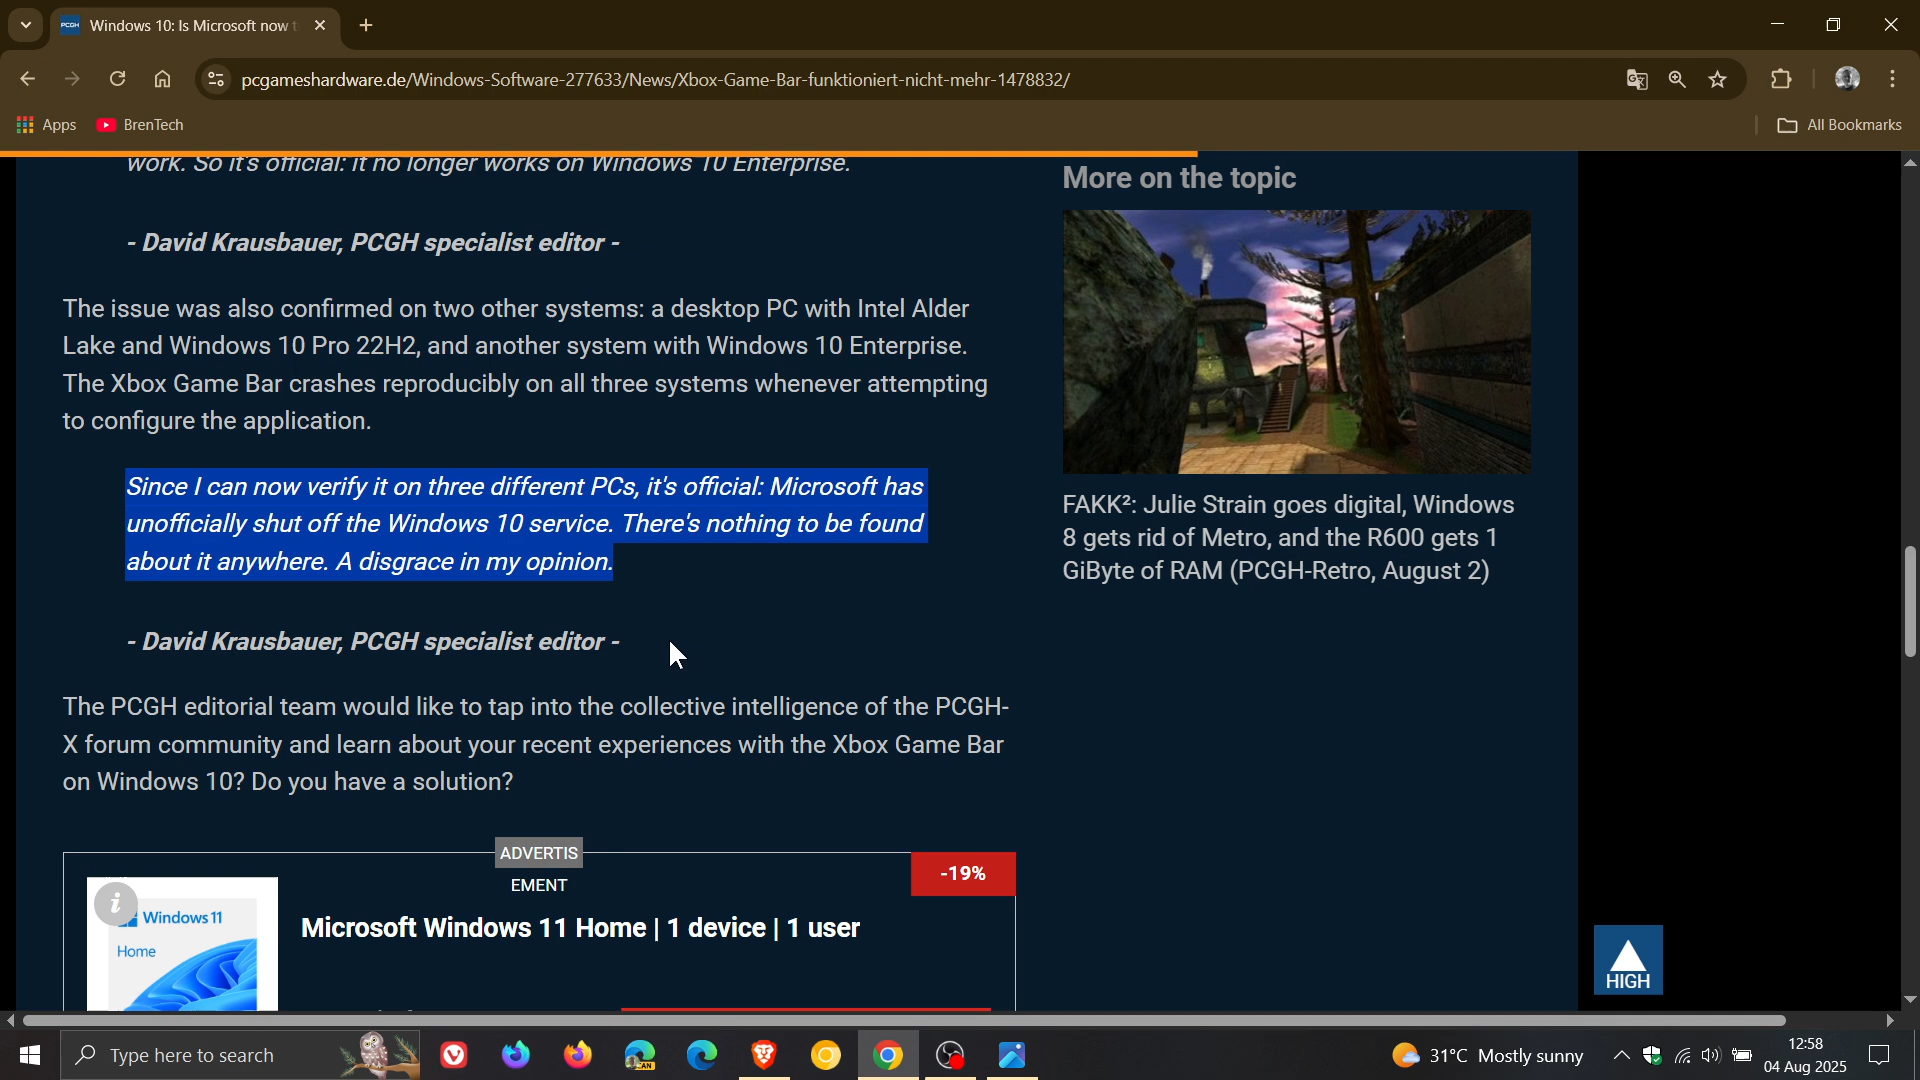 Windows 10: Is Microsoft now t
pcgameshardware.de/Windows-Software-277633/News/Xbox-Game-Bar-funktioniert-nicht-mehr-1478832/
Apps
BrenTech
All Bookmarks
work. So it's official: it no longer works on Windows 10 Enterprise.
- David Krausbauer, PCGH specialist editor -
The issue was also confirmed on two other systems: a desktop PC with Intel Alder
Lake and Windows 10 Pro 22H2, and another system with Windows 10 Enterprise.
The Xbox Game Bar crashes reproducibly on all three systems whenever attempting
to configure the application.
Since I can now verify it on three different PCs, it's official: Microsoft has
unofficially shut off the Windows 10 service. There's nothing to be found
about it anywhere. A disgrace in my opinion.
- David Krausbauer, PCGH specialist editor -
The PCGH editorial team would like to tap into the collective intelligence of the PCGH-
X forum community and learn about your recent experiences with the Xbox Game Bar
on Windows 10? Do you have a solution?
ADVERTIS
EMENT
-19%
i
Windows 11
Home
Microsoft Windows 11 Home | 1 device | 1 user
More on the topic
FAKK²: Julie Strain goes digital, Windows
8 gets rid of Metro, and the R600 gets 1
GiByte of RAM (PCGH-Retro, August 2)
HIGH
Type here to search
31°C Mostly sunny
12:58
04 Aug 2025